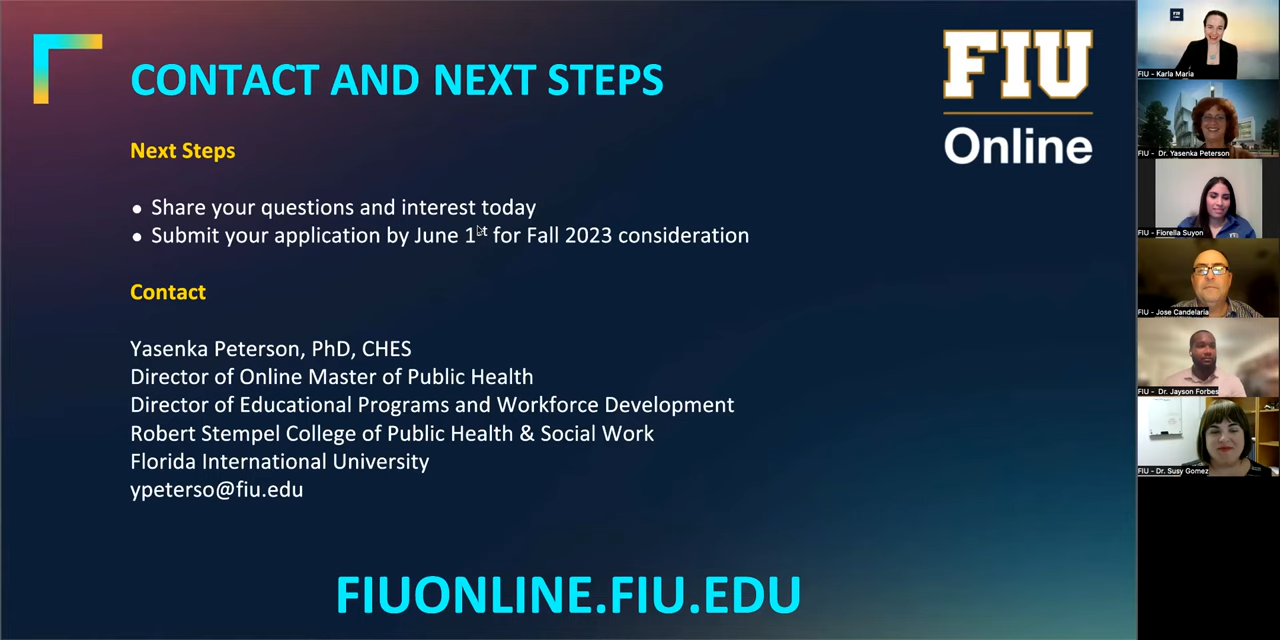 CONTACT AND NEXT STEPS
FIU
Online
Next Steps
• Share your questions and interest today
• Submit your application by June 1st for Fall 2023 consideration
Contact
Yasenka Peterson, PhD, CHES
Director of Online Master of Public Health
Director of Educational Programs and Workforce Development
Robert Stempel College of Public Health & Social Work
Florida International University
ypeterso@fiu.edu
FIUONLINE.FIU.EDU
FIU
FIU - Karla Maria
FIU - Dr. Yasenka Peterson
FIU - Fiorella Suyon
FIU - Jose Candelaria
FIU - Dr. Jayson Forbes
FIU - Dr. Susy Gomez